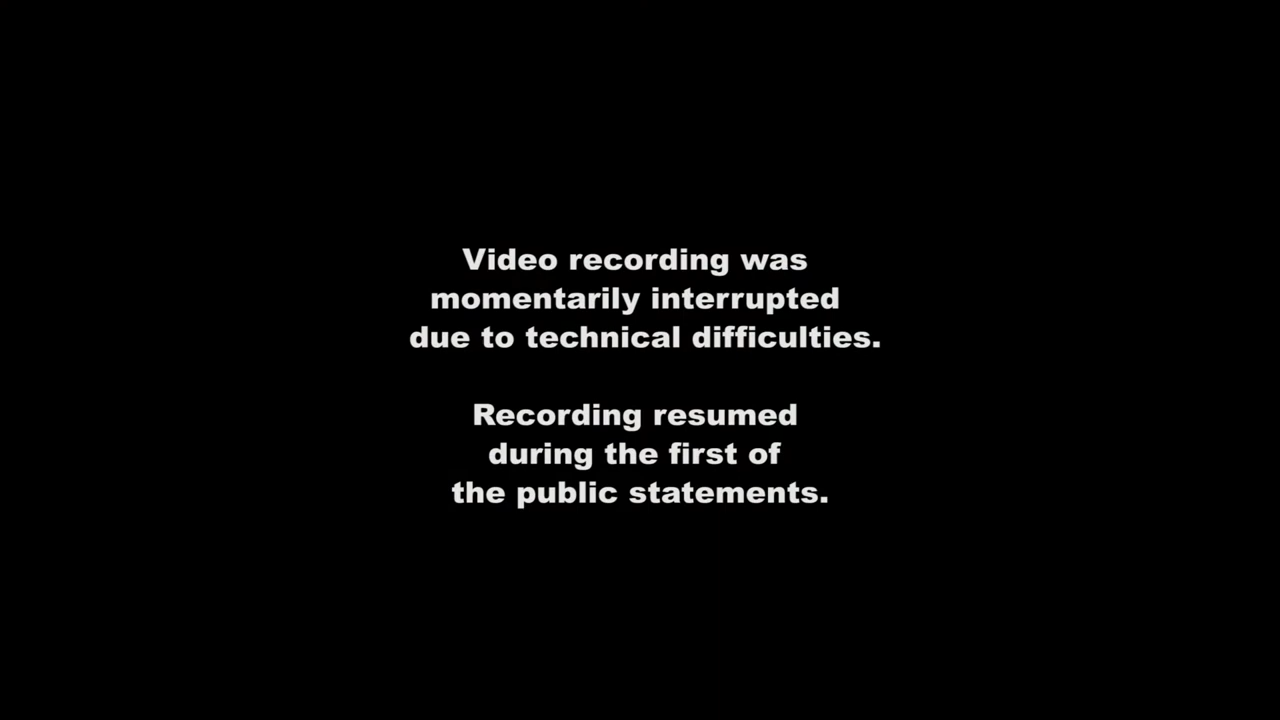 Video recording was
momentarily interrupted
due to technical difficulties.
Recording resumed
during the first of
the public statements.